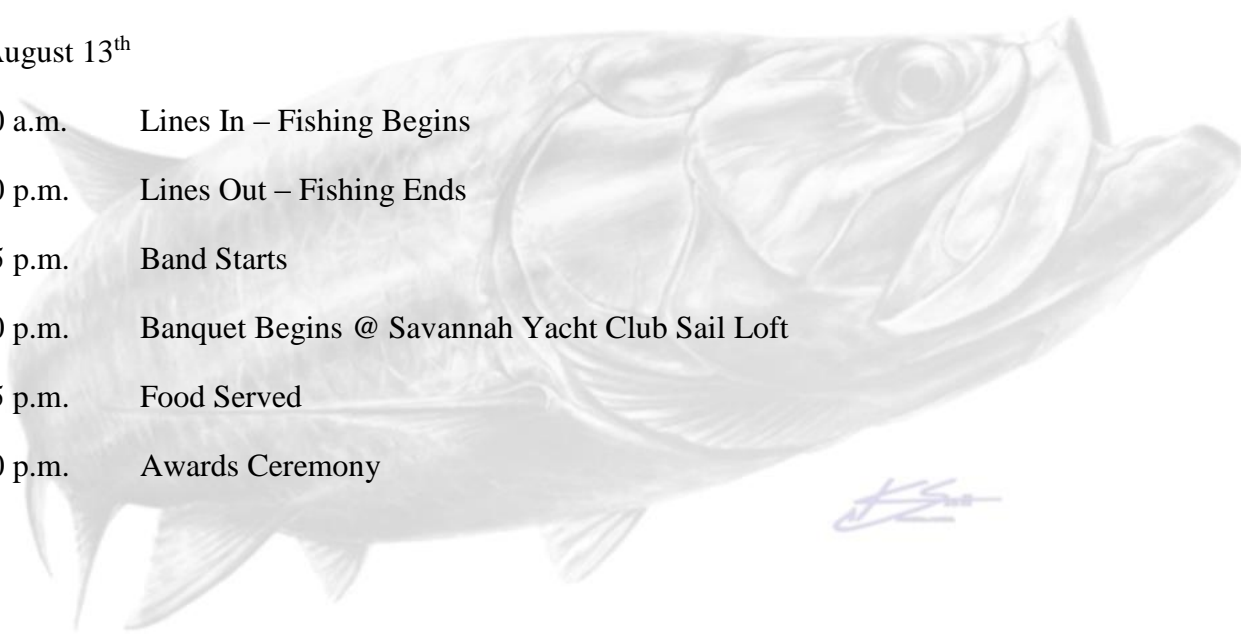 August 13th
0 a.m. Lines In – Fishing Begins
0 p.m. Lines Out – Fishing Ends
5 p.m. Band Starts
0 p.m. Banquet Begins @ Savannah Yacht Club Sail Loft
5 p.m. Food Served
0 p.m. Awards Ceremony